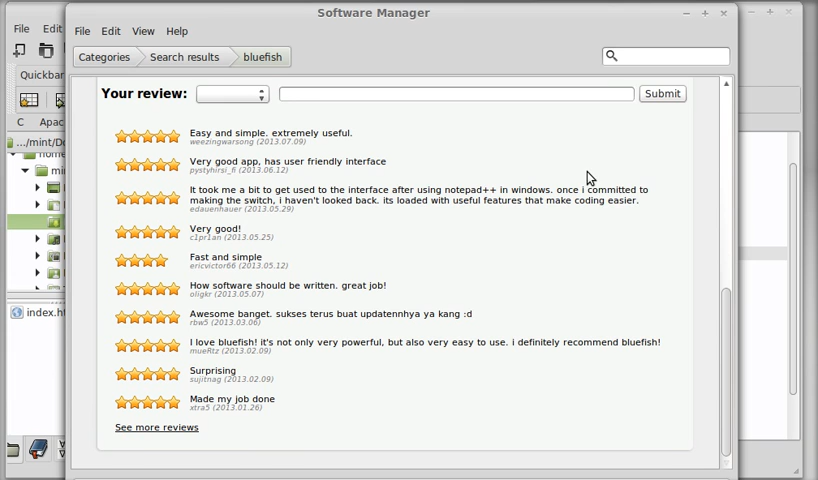 Software Manager
File Edit
File Edit View Help
Categories Search results bluefish
Quickbar
C Apac
.../mint/Do
Your review: Submit
Easy and simple. extremely useful.
weezingwarsong (2013.07.09)
Very good app, has user friendly interface
pystyhirsi_fi (2013.06.12)
It took me a bit to get used to the interface after using notepad++ in windows. once i committed to
making the switch, i haven't looked back. its loaded with useful features that make coding easier.
edauenhauer (2013.05.29)
Very good!
c1pr1an (2013.05.25)
Fast and simple
ericvictor66 (2013.05.12)
How software should be written. great job!
oligkr (2013.05.07)
Awesome banget. sukses terus buat updatennhya ya kang :d
rbw5 (2013.03.06)
I love bluefish! it's not only very powerful, but also very easy to use. i definitely recommend bluefish!
mueRtz (2013.02.09)
Surprising
sujitnag (2013.02.09)
Made my job done
xtra5 (2013.01.26)
See more reviews
index.ht